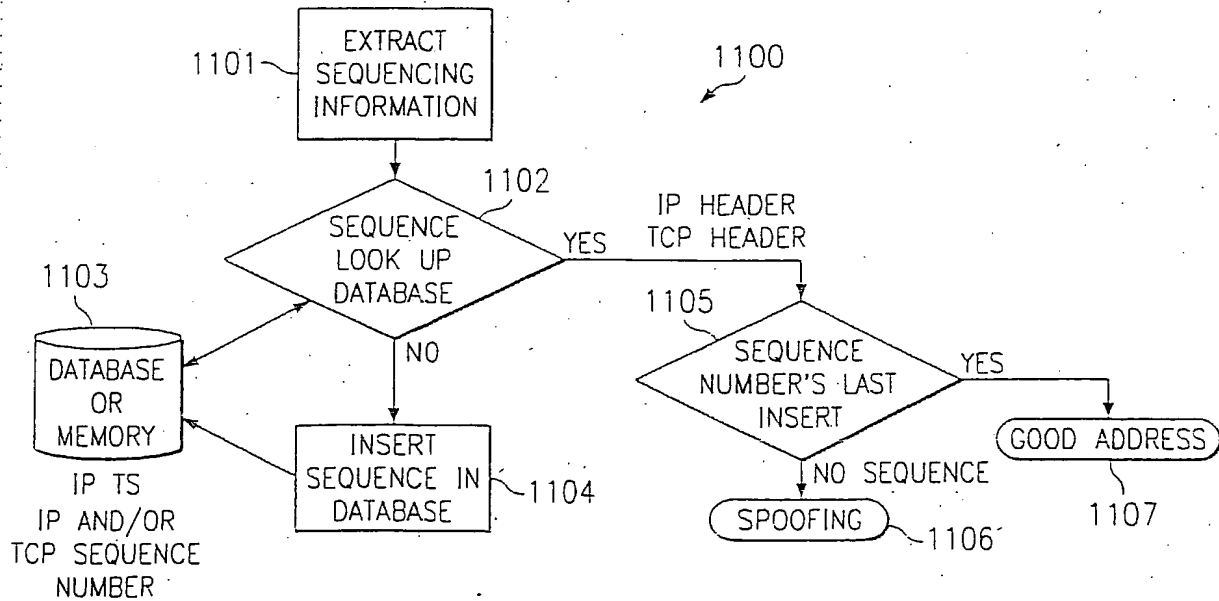 EXTRACT
SEQUENCING
INFORMATION
1101
1100
1102
SEQUENCE
LOOK UP
DATABASE
YES
IP HEADER
TCP HEADER
1103
DATABASE
OR
MEMORY
IP TS
IP AND/OR
TCP SEQUENCE
NUMBER
NO
INSERT
SEQUENCE IN
DATABASE
1104
1105
SEQUENCE
NUMBER'S LAST
INSERT
YES
GOOD ADDRESS
1107
NO SEQUENCE
SPOOFING
1106